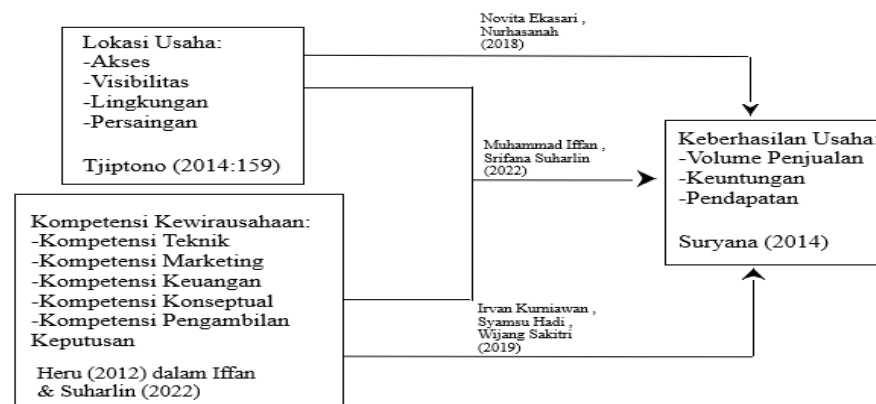 Lokasi Usaha:
-Akses
-Visibilitas
-Lingkungan
-Persaingan
Tjiptono (2014:159)
Kompetensi Kewirausahaan:
-Kompetensi Teknik
-Kompetensi Marketing
-Kompetensi Keuangan
-Kompetensi Konseptual
-Kompetensi Pengambilan
Keputusan
Heru (2012) dalam Iffan
& Suharlin (2022)
Novita Ekasari ,
Nurhasanah
(2018)
Muhammad Iffan ,
Srifana Suharlin
(2022)
Irvan Kurniawan ,
Syamsu Hadi ,
Wijang Sakitri
(2019)
Keberhasilan Usaha:
-Volume Penjualan
-Keuntungan
-Pendapatan
Suryana (2014)